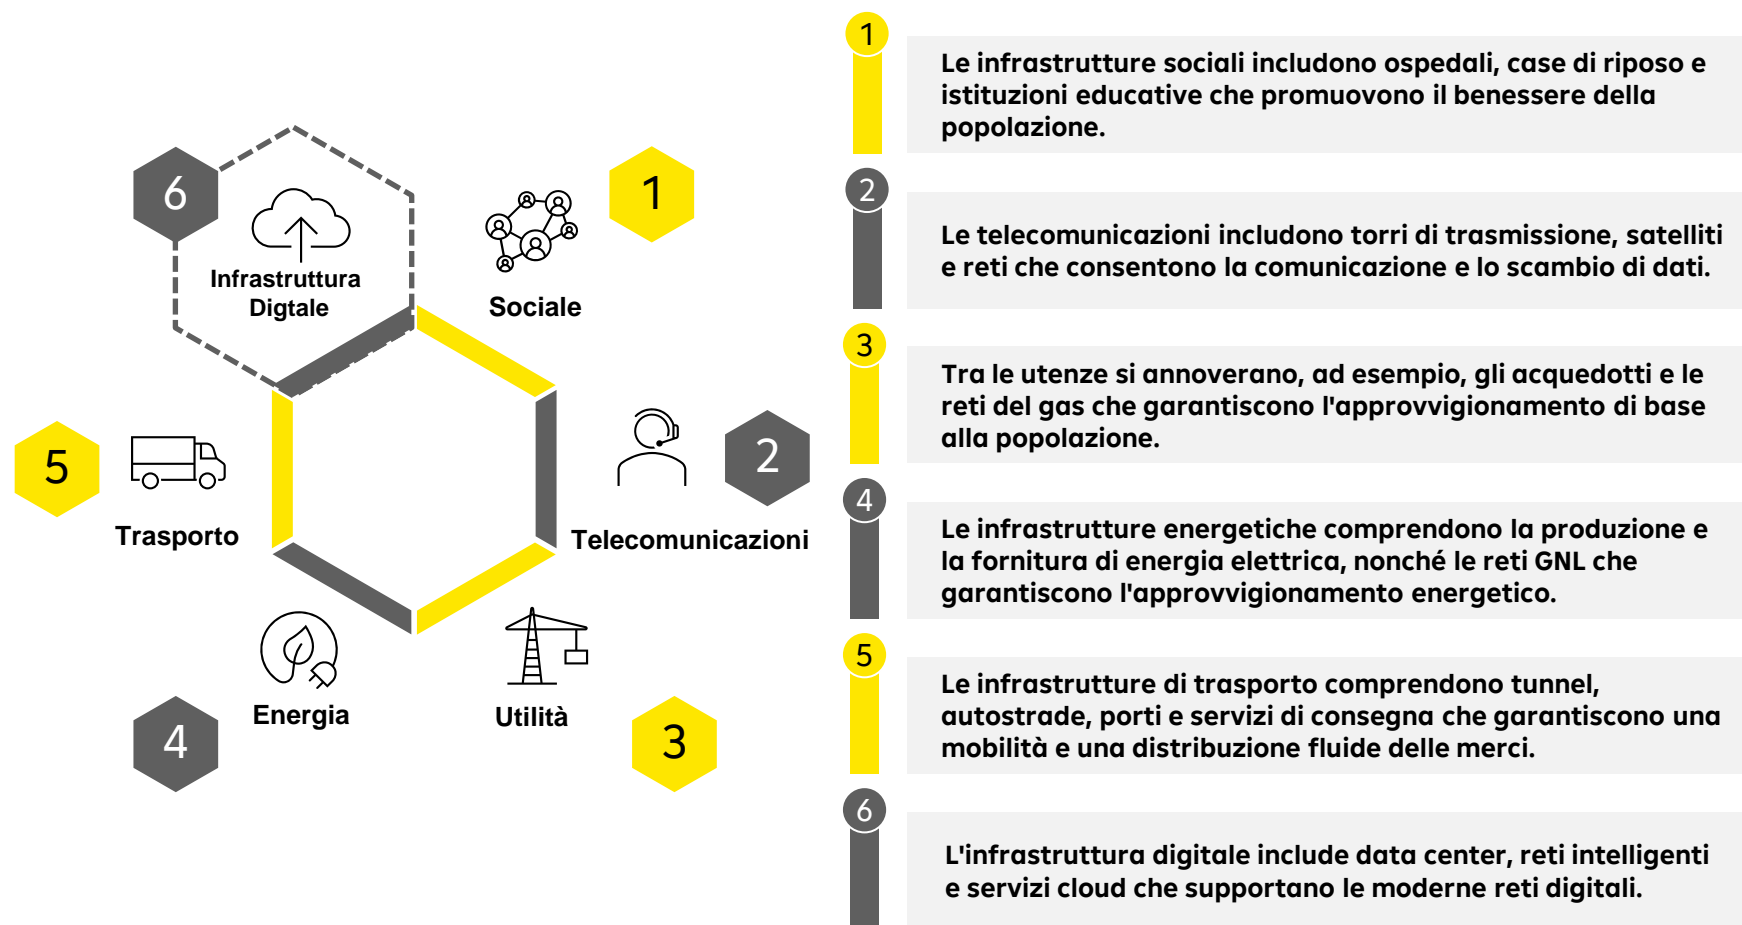 6
Infrastruttura
Digtale
1
Sociale
5
Trasporto
2
Telecomunicazioni
4
Energia
Utilità
3
1
Le infrastrutture sociali includono ospedali, case di riposo e
istituzioni educative che promuovono il benessere della
popolazione.
2
Le telecomunicazioni includono torri di trasmissione, satelliti
e reti che consentono la comunicazione e lo scambio di dati.
3
Tra le utenze si annoverano, ad esempio, gli acquedotti e le
reti del gas che garantiscono l'approvvigionamento di base
alla popolazione.
4
Le infrastrutture energetiche comprendono la produzione e
la fornitura di energia elettrica, nonché le reti GNL che
garantiscono l'approvvigionamento energetico.
5
Le infrastrutture di trasporto comprendono tunnel,
autostrade, porti e servizi di consegna che garantiscono una
mobilità e una distribuzione fluide delle merci.
6
L'infrastruttura digitale include data center, reti intelligenti
e servizi cloud che supportano le moderne reti digitali.